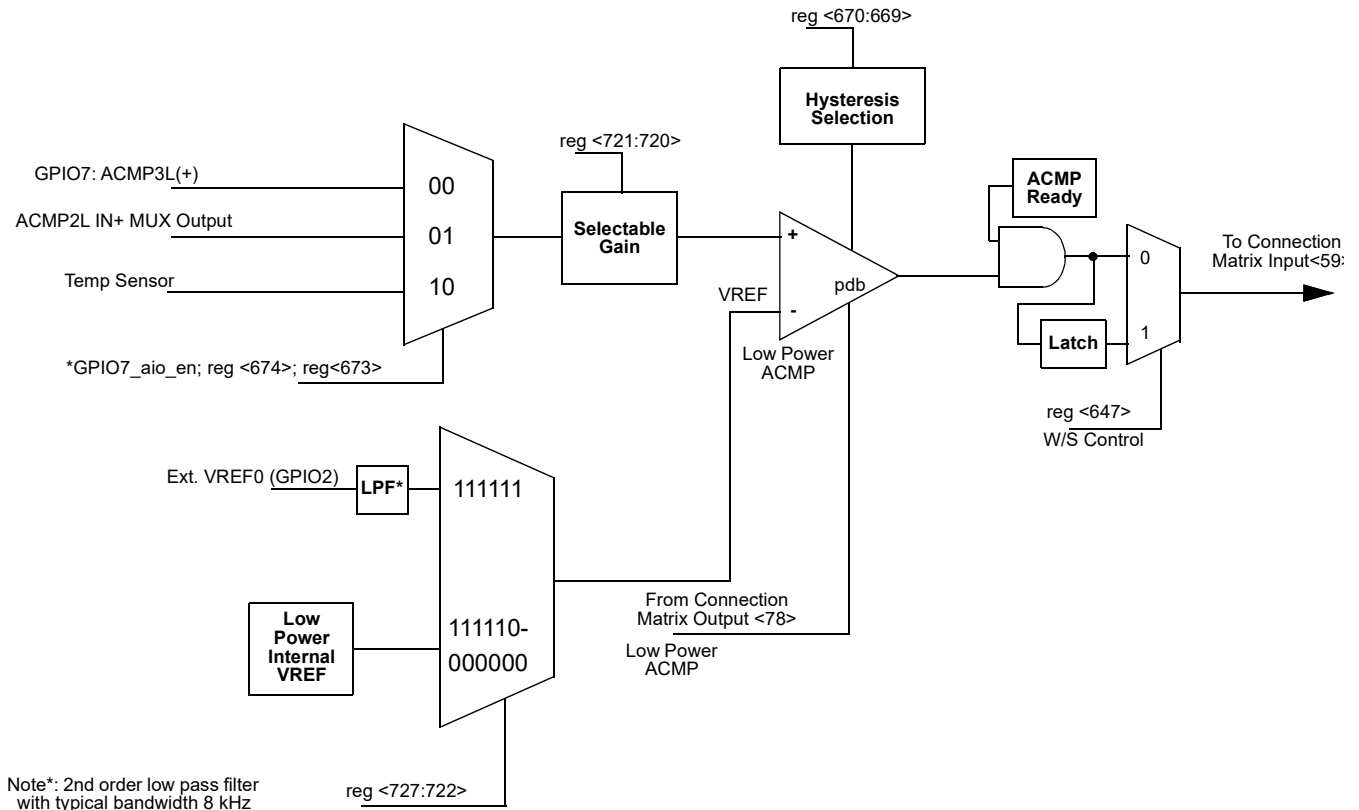 reg <670:669>
Hysteresis
Selection
reg <721:720>
GPIO7: ACMP3L(+)
00
ACMP2L IN+ MUX Output
01
Temp Sensor
10
Selectable
Gain
*GPIO7_aio_en; reg <674>; reg<673>
+
VREF
-
pdb
Low Power
ACMP
ACMP
Ready
0
Latch
1
To Connection
Matrix Input<59>
reg <647>
W/S Control
Ext. VREF0 (GPIO2)
LPF*
111111
Low
Power
Internal
VREF
111110-
000000
From Connection
Matrix Output <78>
Low Power
ACMP
Note*: 2nd order low pass filter
with typical bandwidth 8 kHz
reg <727:722>